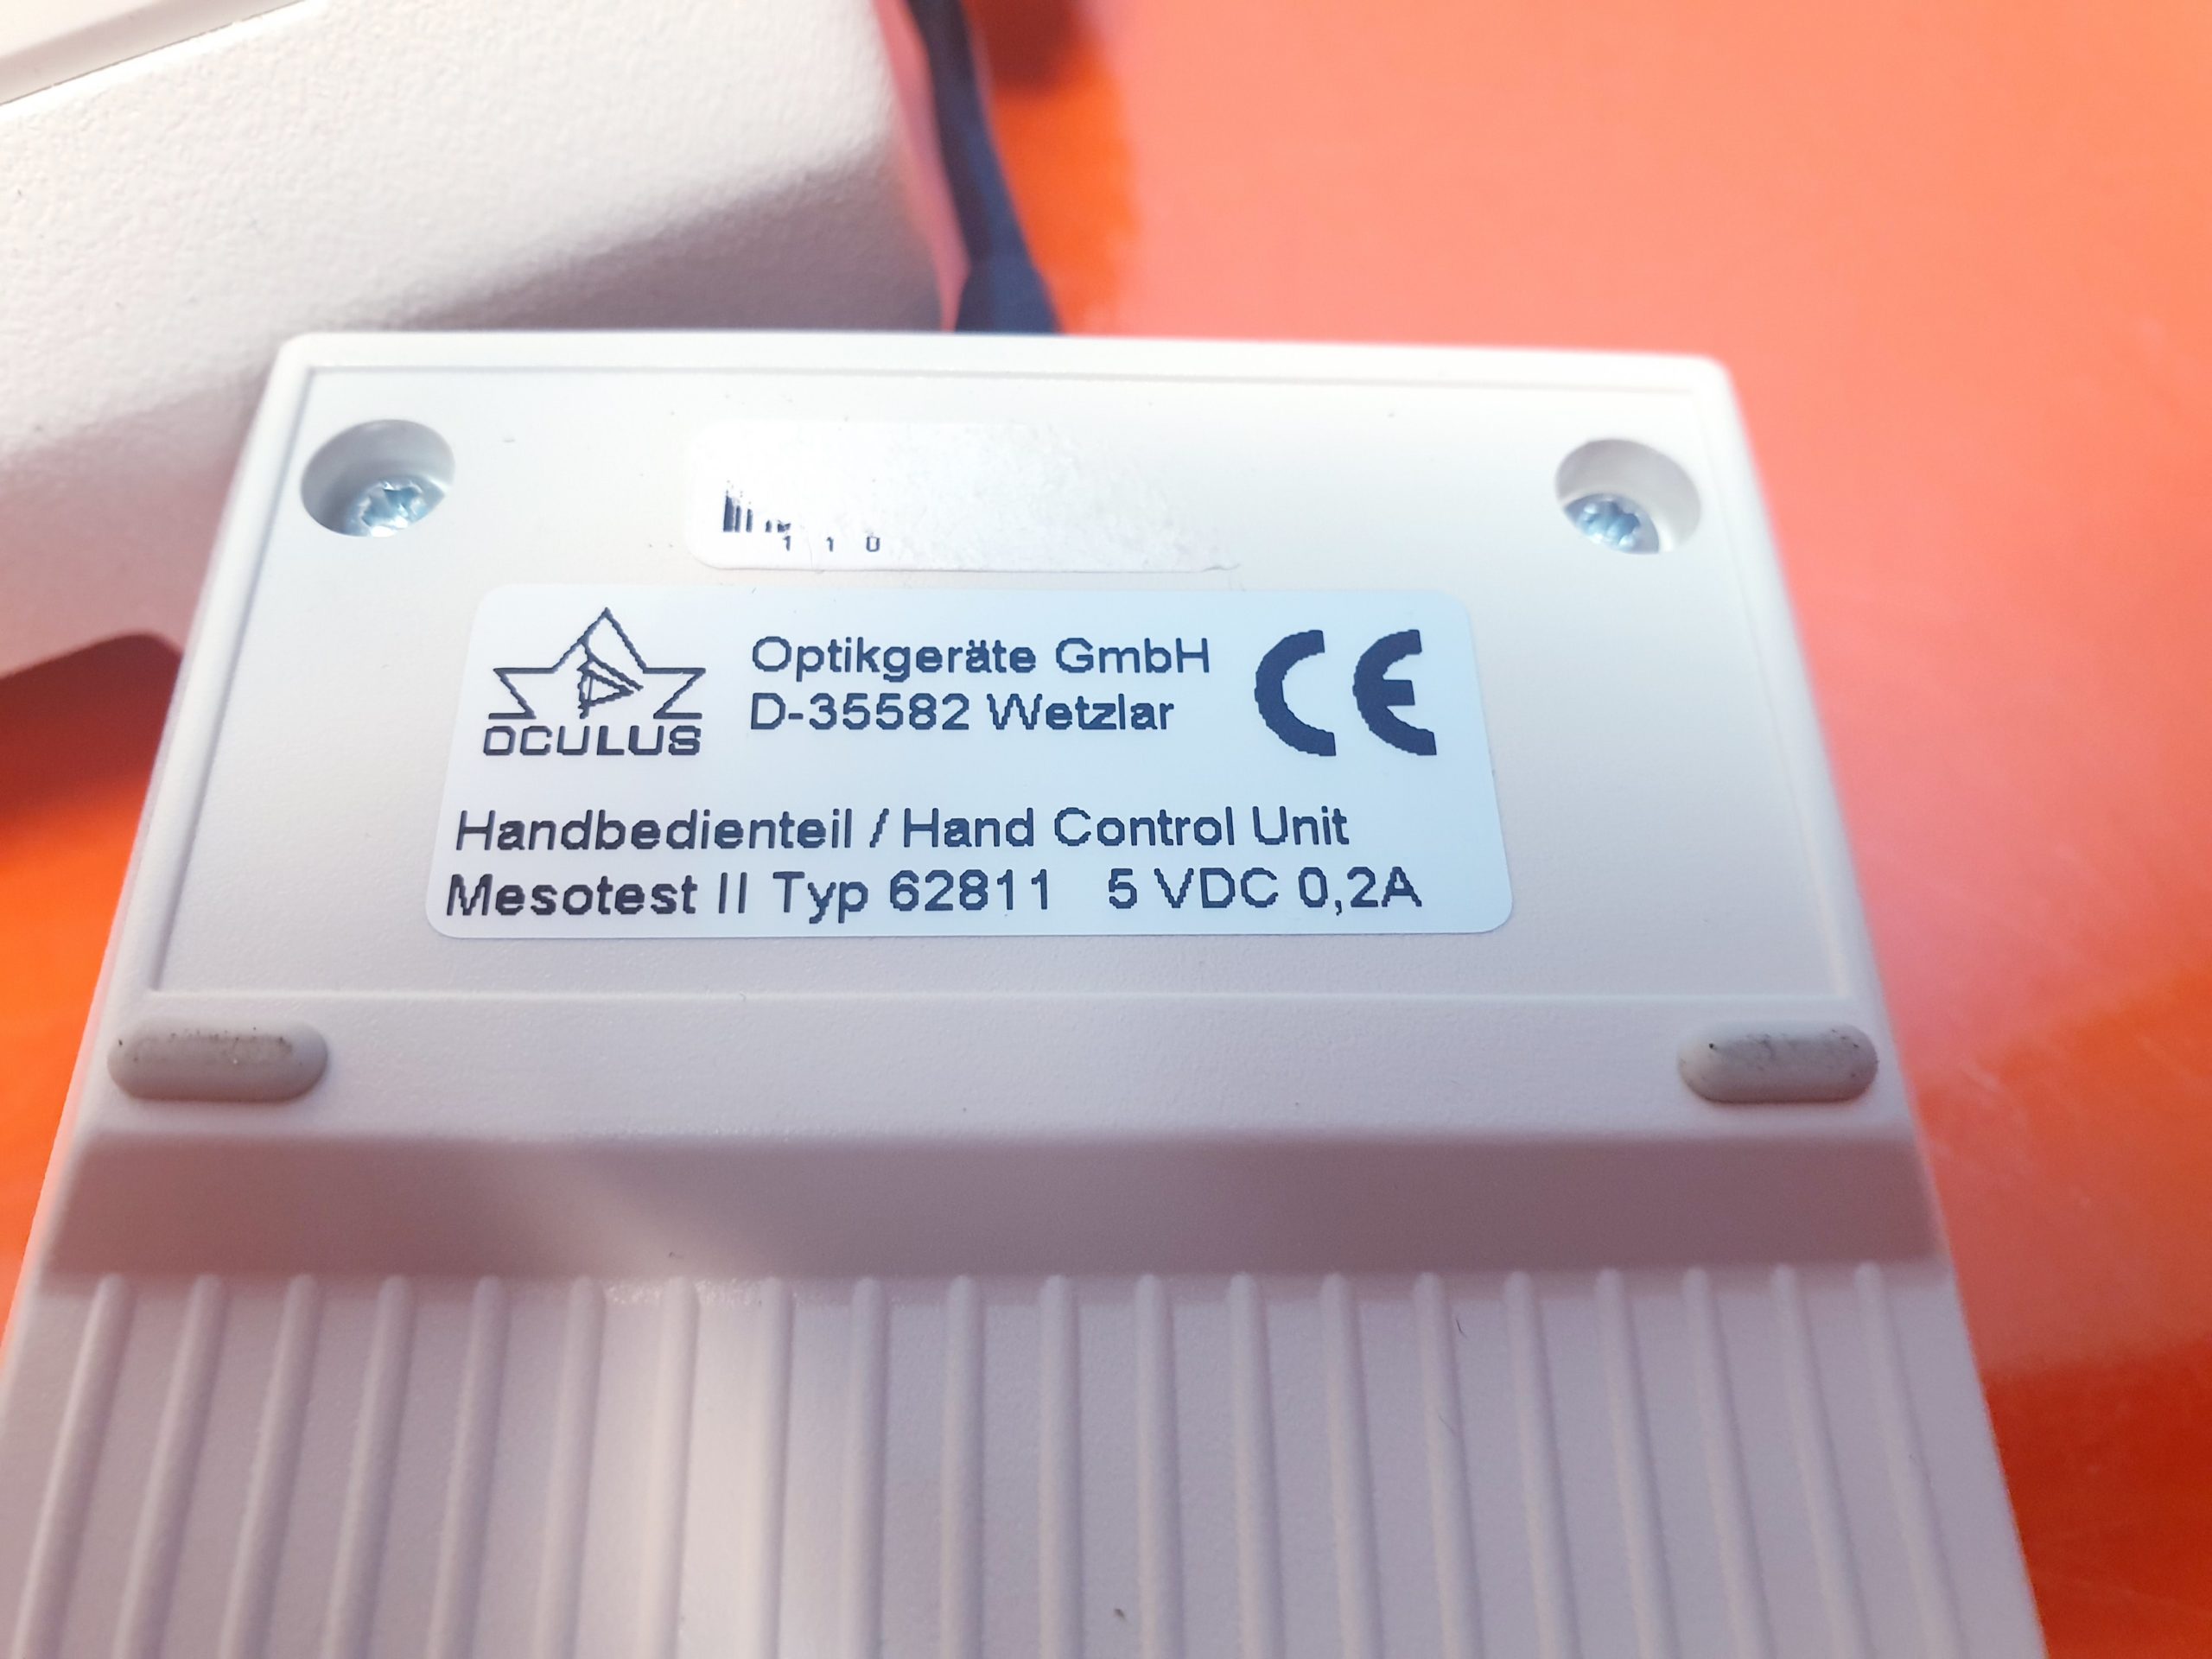 1 1 0
OCULUS
Optikgeräte GmbH
D-35582 Wetzlar
CE
Handbedienteil / Hand Control Unit
Mesotest II Typ 62811 5 VDC 0,2A